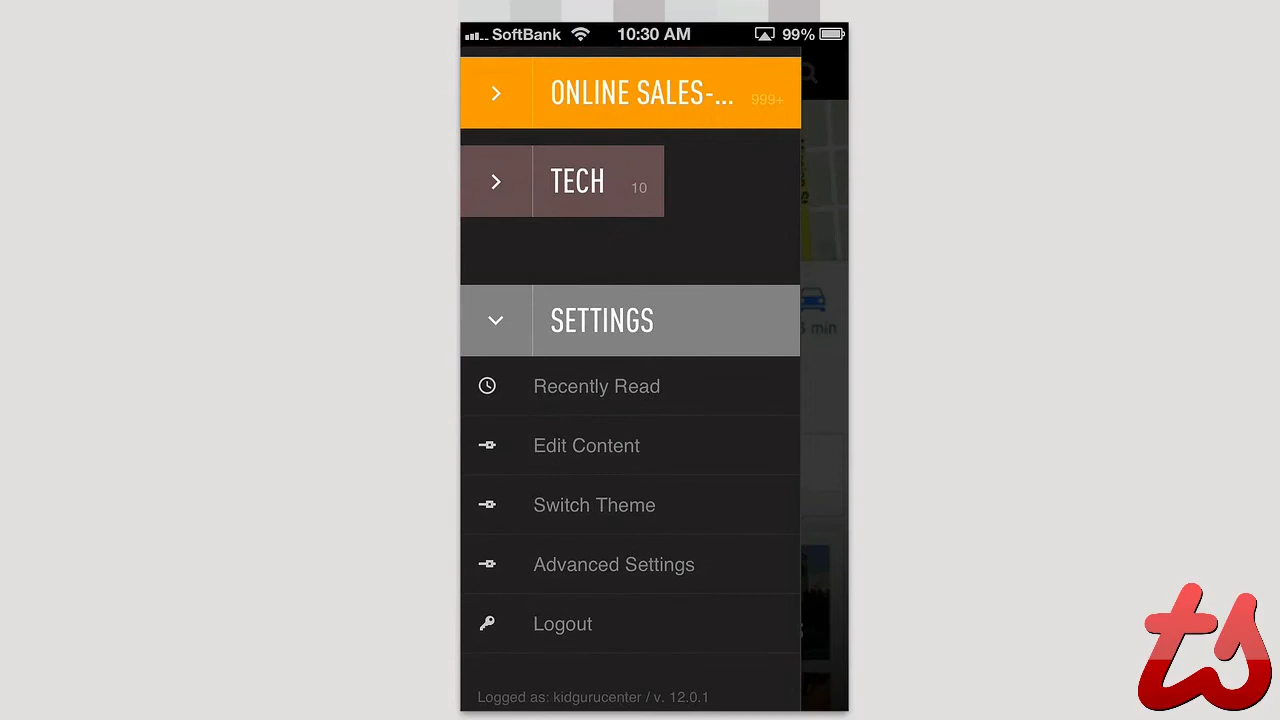 SoftBank 10:30 AM 99%
ONLINE SALES-... 999+
TECH 10
SETTINGS
Recently Read
Edit Content
Switch Theme
Advanced Settings
Logout
Logged as: kidgurucenter / v. 12.0.1
min